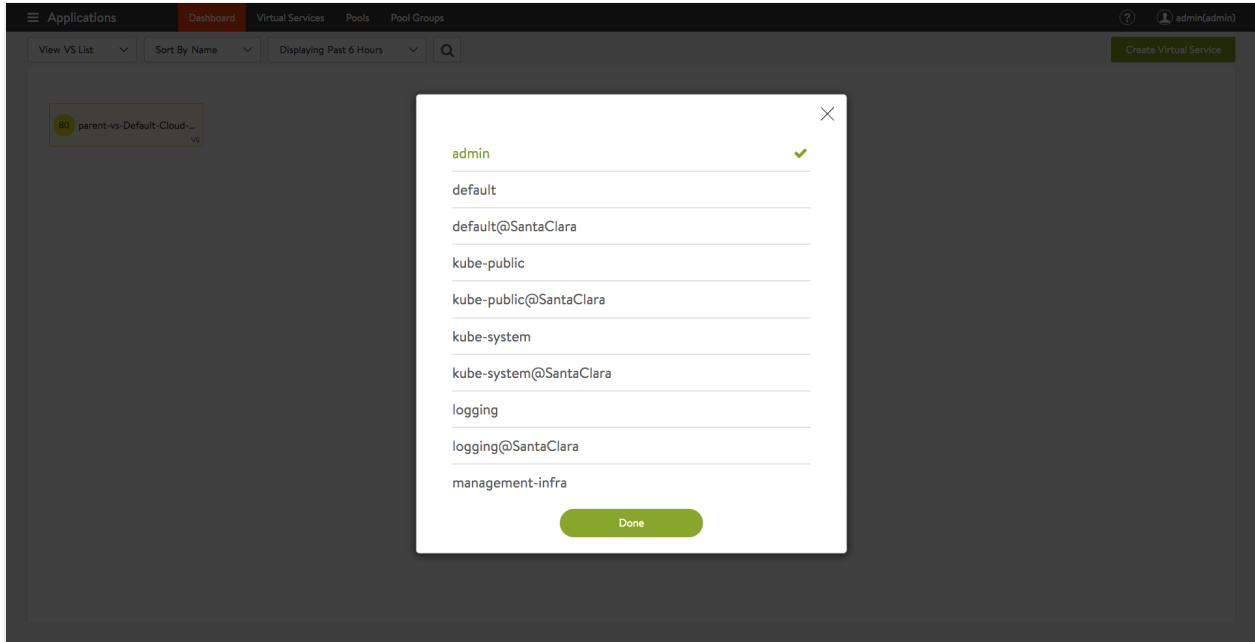 Applications Dashboard Virtual Services Pools Pool Groups ? admin(admin)
View VS List Sort By Name Displaying Past 6 Hours Create Virtual Service
80 parent-vs-Default-Cloud-...
VS
admin
default
default@SantaClara
kube-public
kube-public@SantaClara
kube-system
kube-system@SantaClara
logging
logging@SantaClara
management-infra
Done